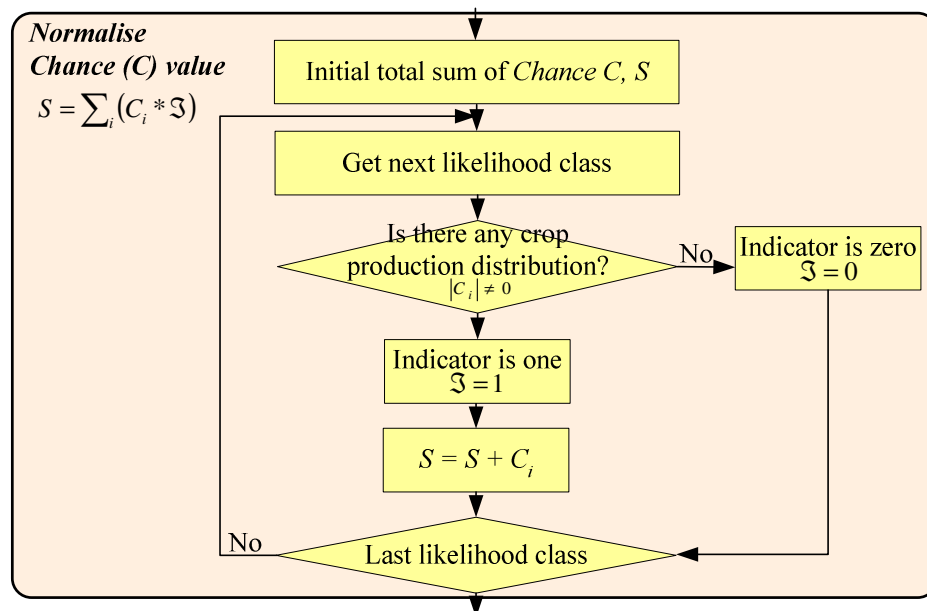 Normalise
Chance (C) value
S = ∑ᵢ(Cᵢ * ℑ)
Initial total sum of Chance C, S
Get next likelihood class
Is there any crop
production distribution?
|Cᵢ| ≠ 0
No
Indicator is zero
ℑ = 0
Indicator is one
ℑ = 1
S = S + Cᵢ
No
Last likelihood class